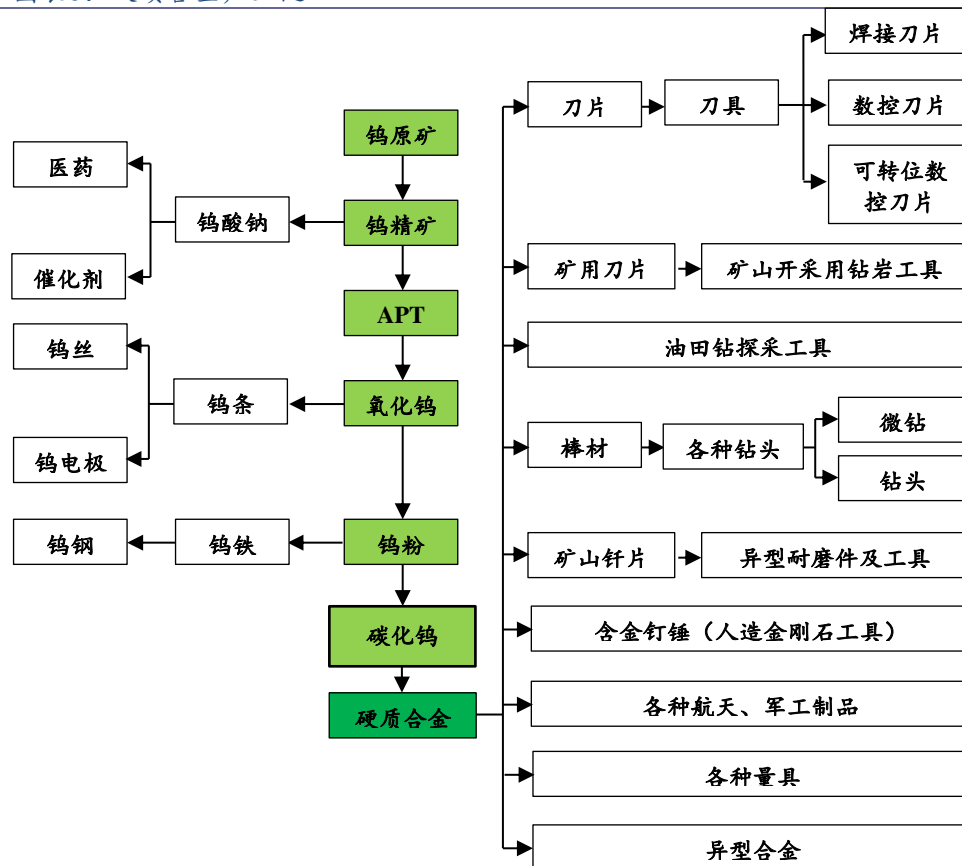 焊接刀片
刀片
刀具
数控刀片
可转位数
控刀片
钨原矿
医药
钨酸钠
钨精矿
催化剂
矿用刀片
矿山开采用钻岩工具
APT
钨丝
油田钻探采工具
钨条
氧化钨
微钻
棒材
各种钻头
钨电极
钻头
钨钢
钨铁
钨粉
矿山钎片
异型耐磨件及工具
碳化钨
含金钉锤（人造金刚石工具）
硬质合金
各种航天、军工制品
各种量具
异型合金